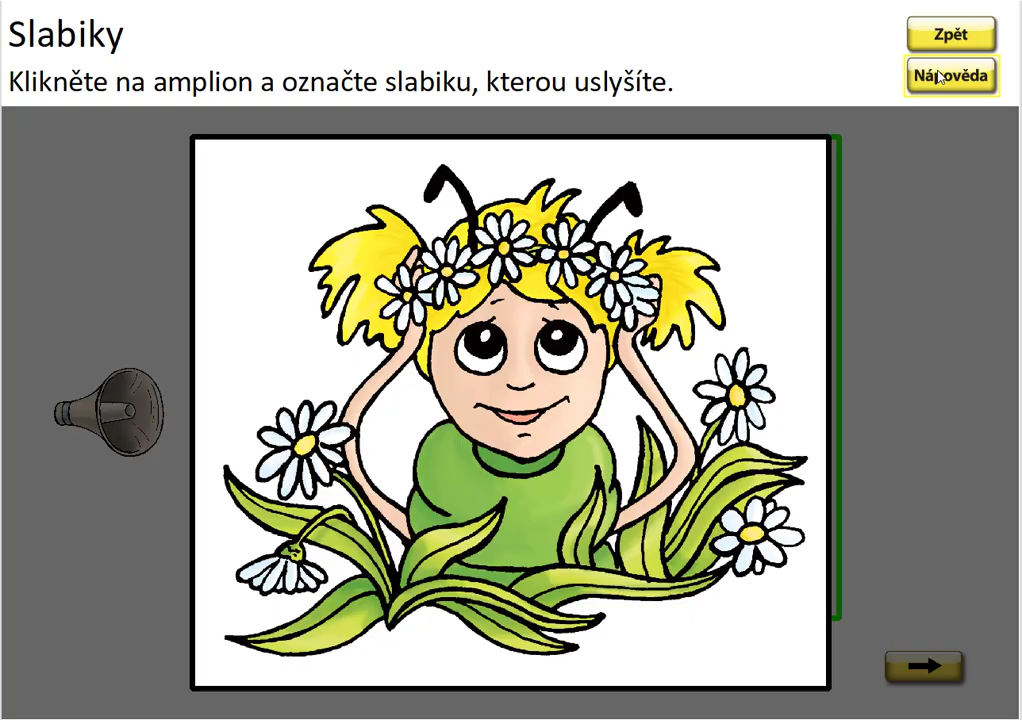 Slabiky
Zpět
Klikněte na amplion a označte slabiku, kterou uslyšíte.
Nápověda